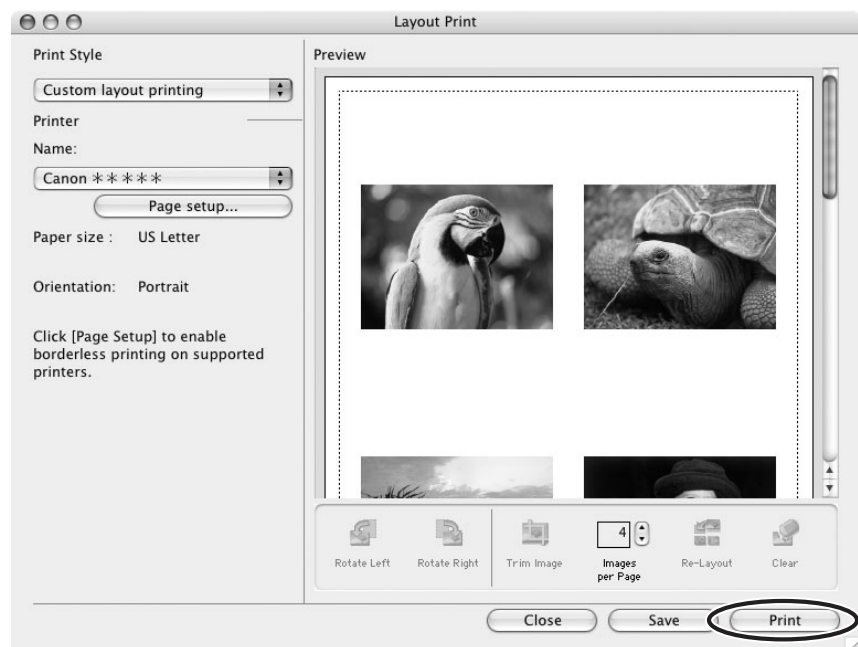 Layout Print
Print Style
Custom layout printing
Printer
Name:
Canon *****
Page setup...
Paper size : US Letter
Orientation: Portrait
Click [Page Setup] to enable
borderless printing on supported
printers.
Preview
Rotate Left
Rotate Right
Trim Image
4
Images
per Page
Re-Layout
Clear
Close
Save
Print